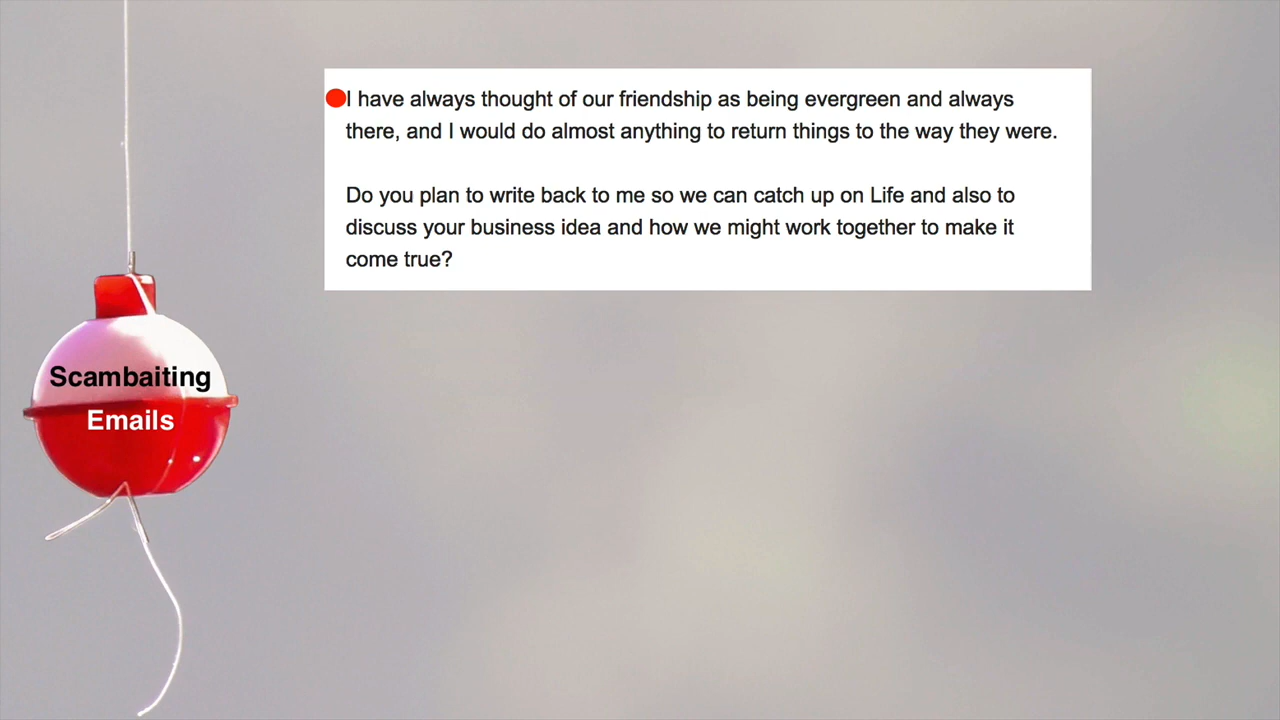 I have always thought of our friendship as being evergreen and always
there, and I would do almost anything to return things to the way they were.
Do you plan to write back to me so we can catch up on Life and also to
discuss your business idea and how we might work together to make it
come true?
Scambaiting
Emails